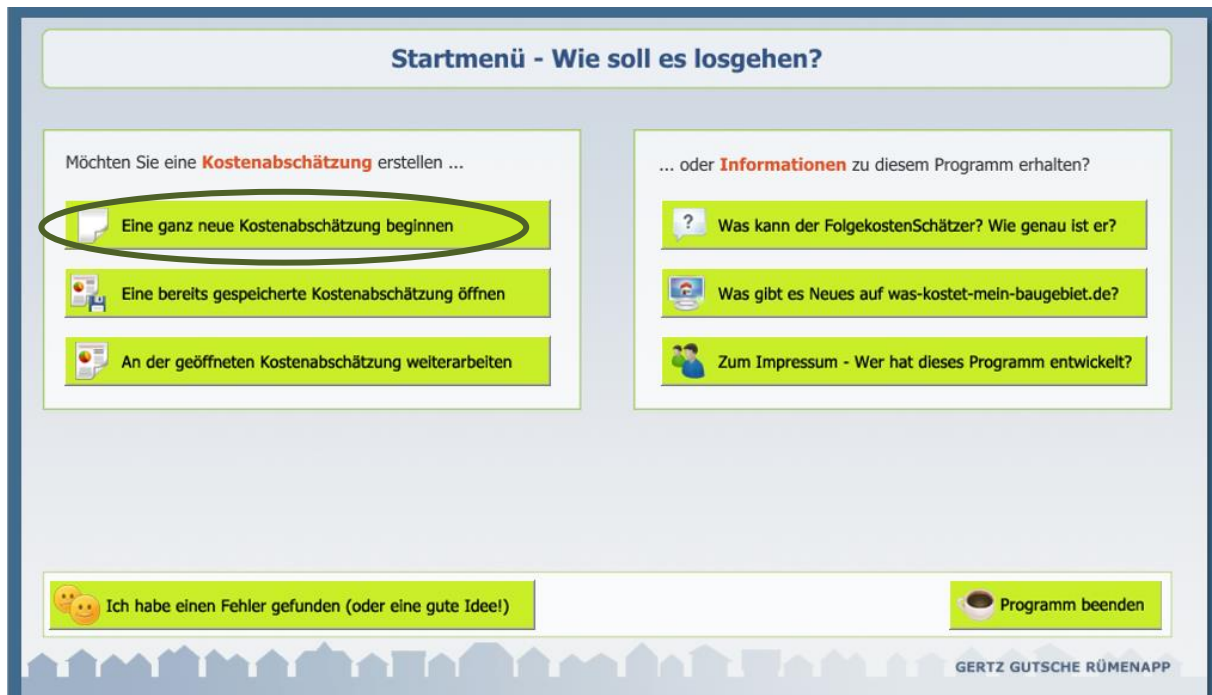 Startmenü - Wie soll es losgehen?
Möchten Sie eine Kostenabschätzung erstellen ...
Eine ganz neue Kostenabschätzung beginnen
Eine bereits gespeicherte Kostenabschätzung öffnen
An der geöffneten Kostenabschätzung weiterarbeiten
... oder Informationen zu diesem Programm erhalten?
Was kann der FolgekostenSchätzer? Wie genau ist er?
Was gibt es Neues auf was-kostet-mein-baugebiet.de?
Zum Impressum - Wer hat dieses Programm entwickelt?
Ich habe einen Fehler gefunden (oder eine gute Idee!)
Programm beenden
GERTZ GUTSCHE RÜMENAPP